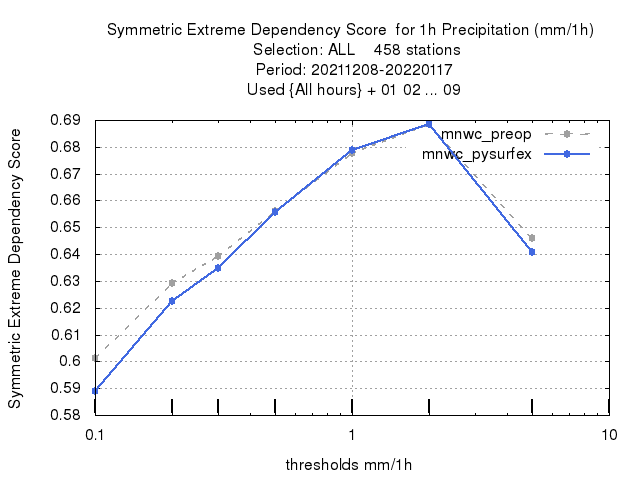 Symmetric Extreme Dependency Score  for 1h Precipitation (mm/1h)
Selection: ALL    458 stations
Period: 20211208-20220117
Used {All hours} + 01 02 ... 09
Symmetric Extreme Dependency Score
0.69
0.68
0.67
0.66
0.65
0.64
0.63
0.62
0.61
0.6
0.59
0.58
mnwc_preop
mnwc_pysurfex
0.1
1
10
thresholds mm/1h